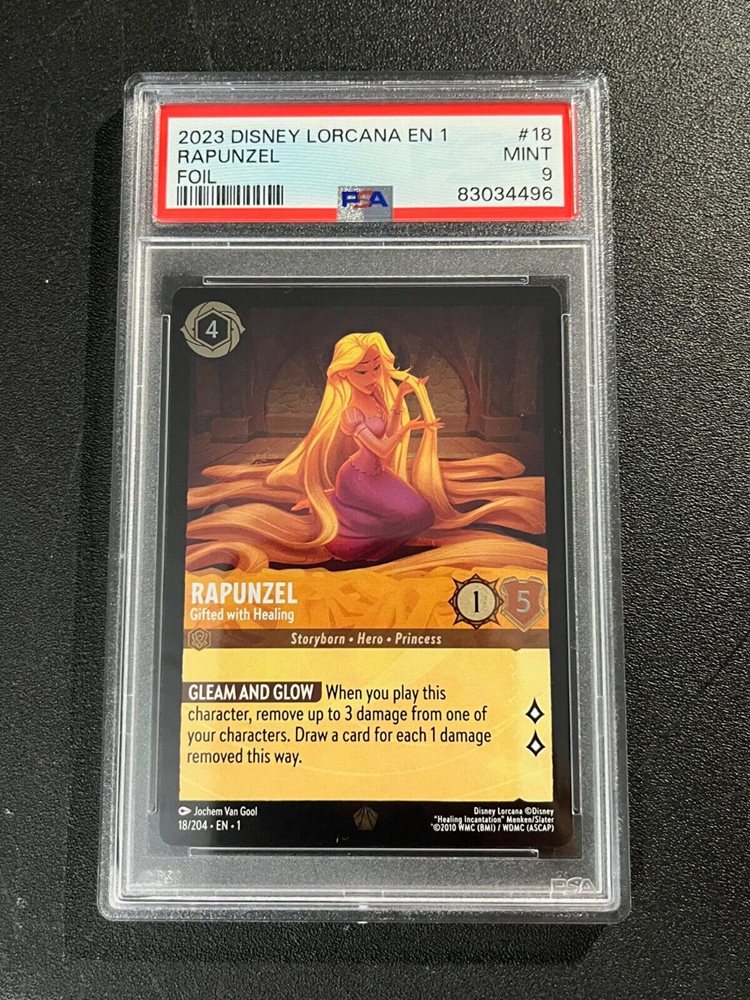 2023 DISNEY LORCANA EN 1 #18
RAPUNZEL MINT
FOIL 9
PSA 83034496
4
RAPUNZEL
Gifted with Healing
1 5
Storyborn • Hero • Princess
GLEAM AND GLOW When you play this
character, remove up to 3 damage from one of
your characters. Draw a card for each 1 damage
removed this way.
Jochem Van Gool
18/204 • EN • 1
Disney Lorcana ©Disney
"Healing Incantation" Menken/Slater
©2010 WMC (BMI) / WDMC (ASCAP)
PSA